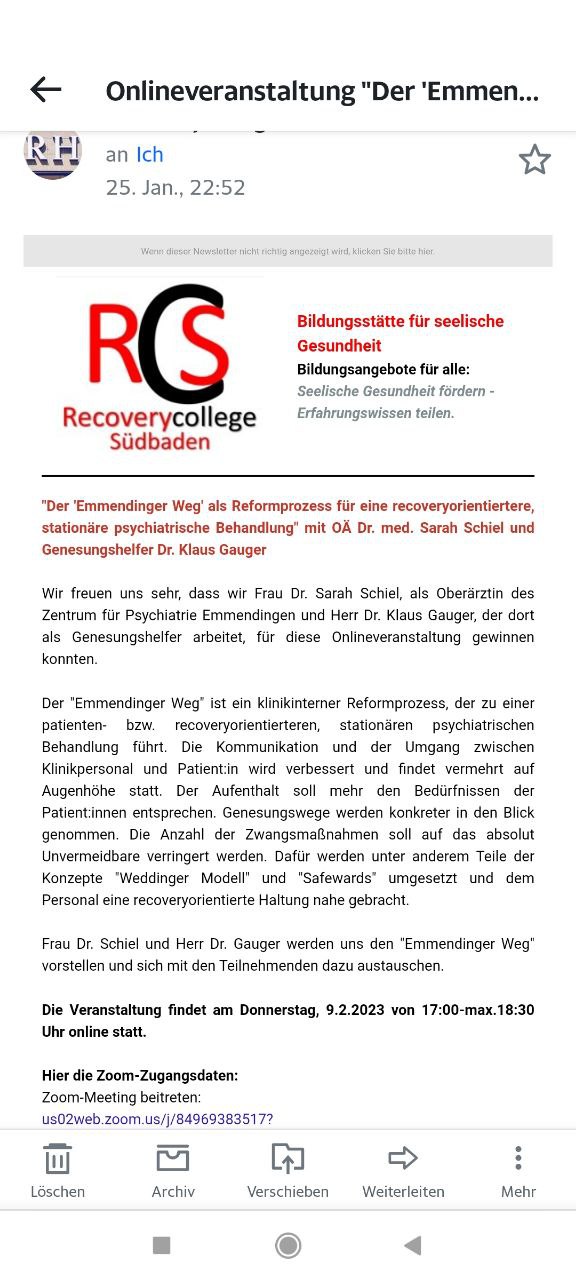 Onlineveranstaltung "Der 'Emmen...
RH
an Ich
25. Jan., 22:52
Wenn dieser Newsletter nicht richtig angezeigt wird, klicken Sie bitte hier.
RCS
Recoverycollege
Südbaden
Bildungsstätte für seelische
Gesundheit
Bildungsangebote für alle:
Seelische Gesundheit fördern -
Erfahrungswissen teilen.
"Der 'Emmendinger Weg' als Reformprozess für eine recoveryorientiertere,
stationäre psychiatrische Behandlung" mit OÄ Dr. med. Sarah Schiel und
Genesungshelfer Dr. Klaus Gauger
Wir freuen uns sehr, dass wir Frau Dr. Sarah Schiel, als Oberärztin des
Zentrum für Psychiatrie Emmendingen und Herr Dr. Klaus Gauger, der dort
als Genesungshelfer arbeitet, für diese Onlineveranstaltung gewinnen
konnten.
Der "Emmendinger Weg" ist ein klinikinterner Reformprozess, der zu einer
patienten- bzw. recoveryorientierteren, stationären psychiatrischen
Behandlung führt. Die Kommunikation und der Umgang zwischen
Klinikpersonal und Patient:in wird verbessert und findet vermehrt auf
Augenhöhe statt. Der Aufenthalt soll mehr den Bedürfnissen der
Patient:innen entsprechen. Genesungswege werden konkreter in den Blick
genommen. Die Anzahl der Zwangsmaßnahmen soll auf das absolut
Unvermeidbare verringert werden. Dafür werden unter anderem Teile der
Konzepte "Weddinger Modell" und "Safewards" umgesetzt und dem
Personal eine recoveryorientierte Haltung nahe gebracht.
Frau Dr. Schiel und Herr Dr. Gauger werden uns den "Emmendinger Weg"
vorstellen und sich mit den Teilnehmenden dazu austauschen.
Die Veranstaltung findet am Donnerstag, 9.2.2023 von 17:00-max.18:30
Uhr online statt.
Hier die Zoom-Zugangsdaten:
Zoom-Meeting beitreten:
us02web.zoom.us/j/84969383517?
Löschen
Archiv
Verschieben
Weiterleiten
Mehr